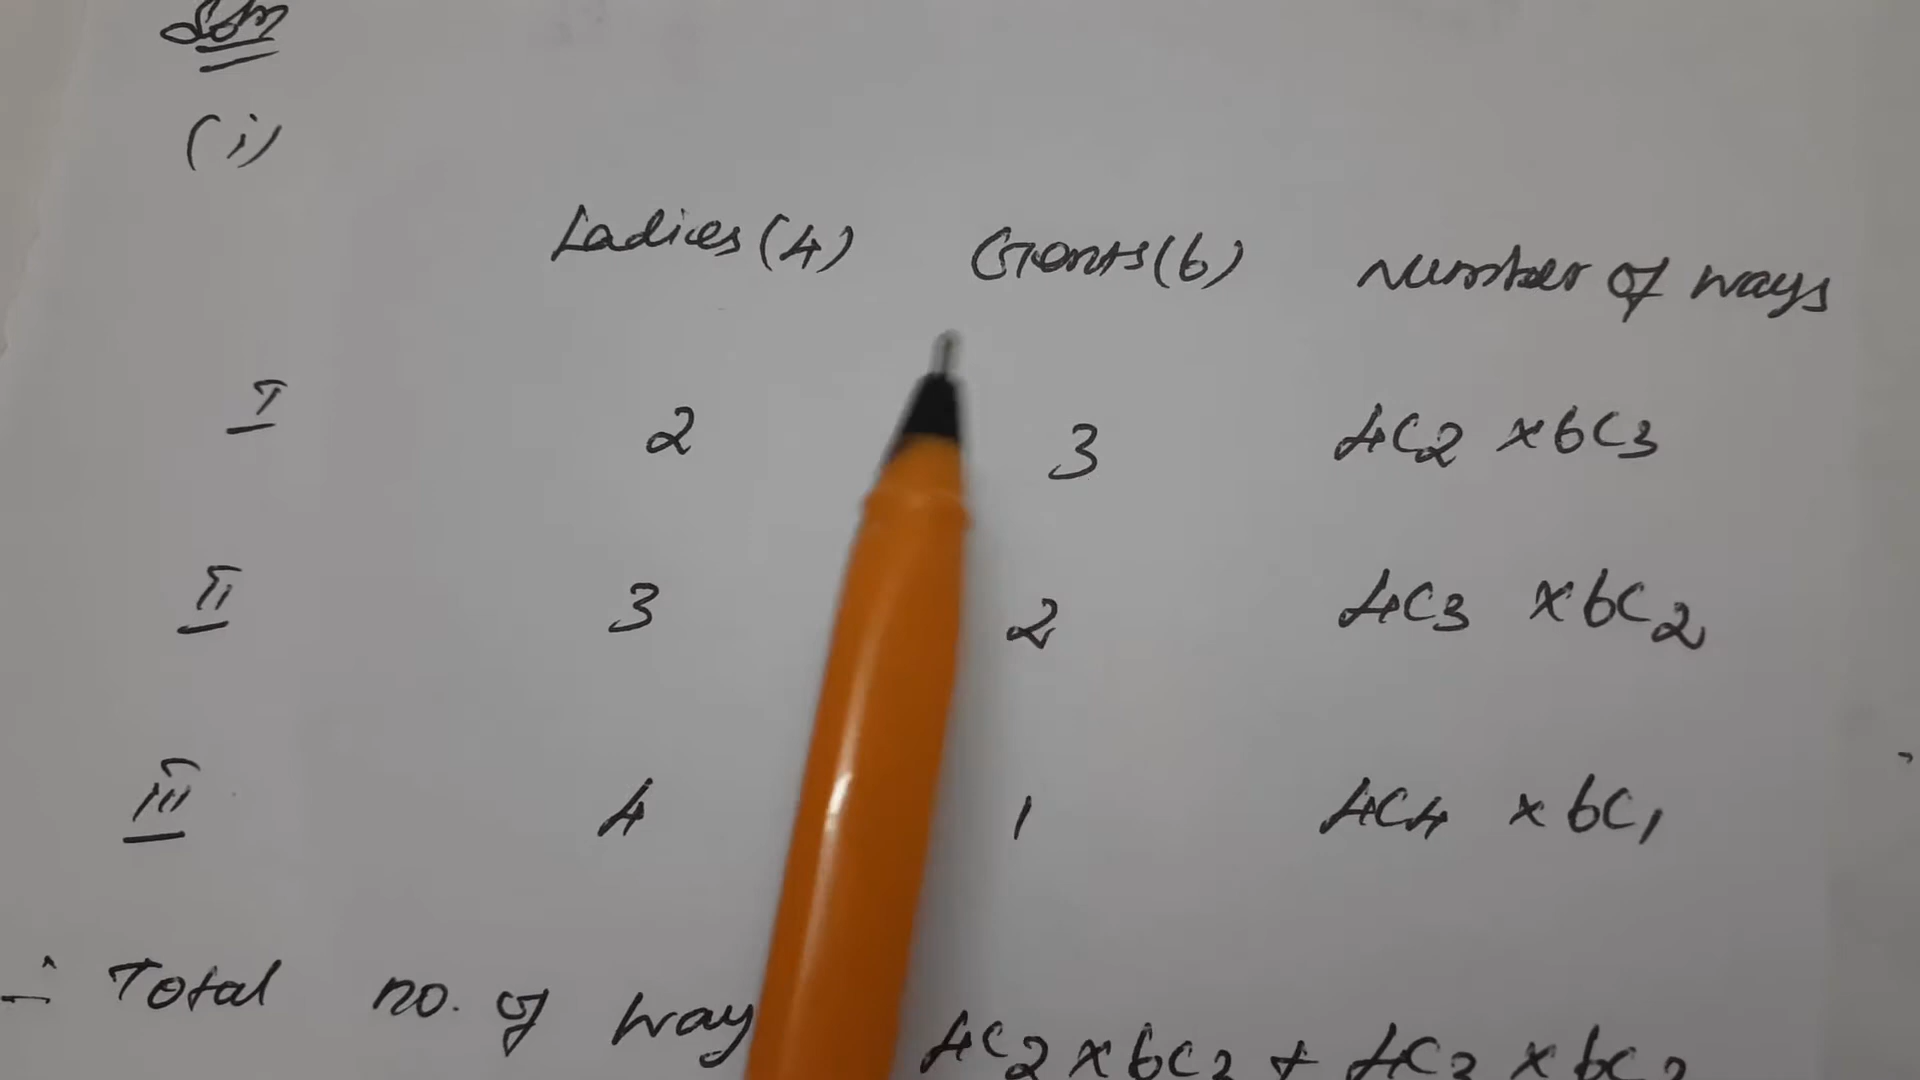 Soln
(i)
Ladies (4) Gents (6) Number of ways
I 2 3 4C2 x 6C3
II 3 2 4C3 x 6C2
III 4 1 4C4 x 6C1
∴ Total no. of way 4C2 x 6C3 + 4C3 x 6C2